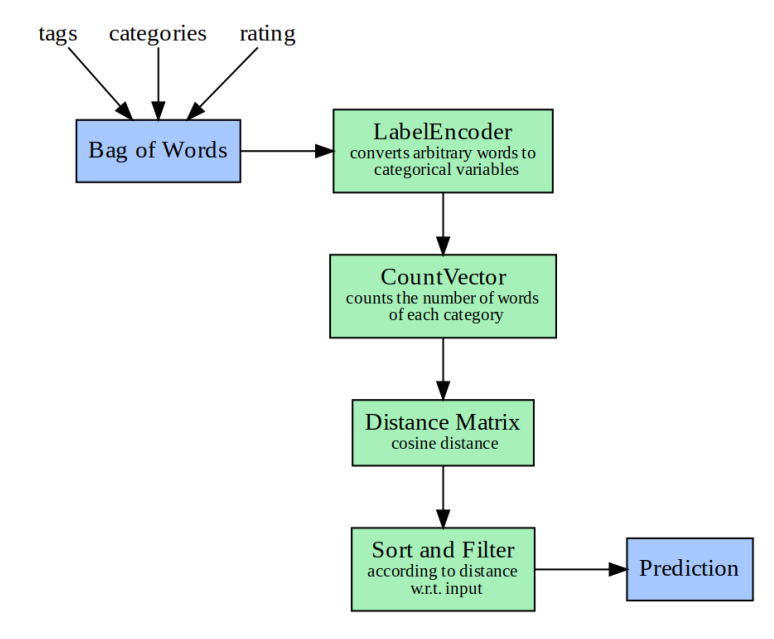 tags categories rating
Bag of Words
LabelEncoder
converts arbitrary words to
categorical variables
CountVector
counts the number of words
of each category
Distance Matrix
cosine distance
Sort and Filter
according to distance
w.r.t. input
Prediction